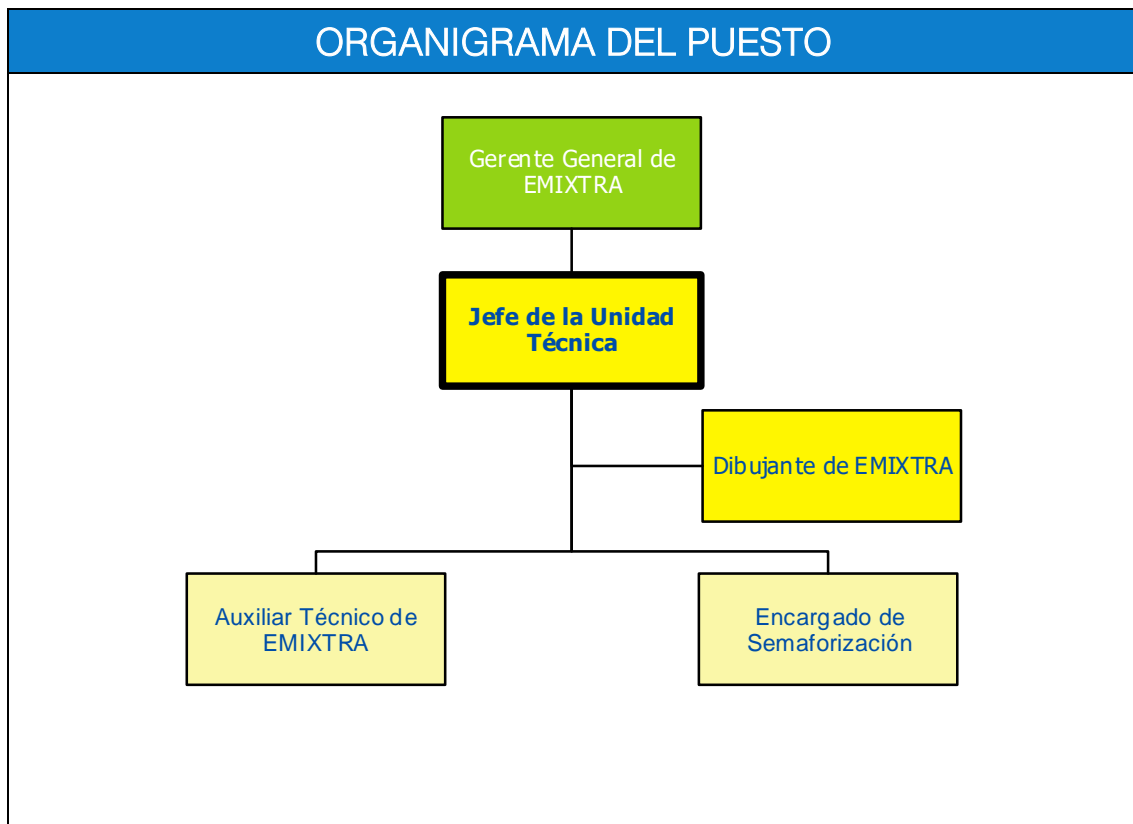 ORGANIGRAMA DEL PUESTO
Gerente General de
EMIXTRA
Jefe de la Unidad
Técnica
Dibujante de EMIXTRA
Auxiliar Técnico de
EMIXTRA
Encargado de
Semaforización